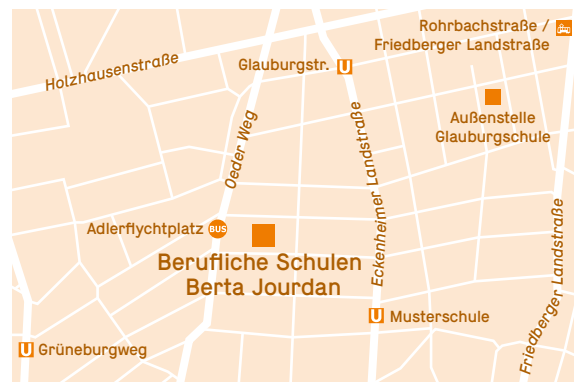 Rohrbachstraße /
Friedberger Landstraße
Holzhausenstraße
Glauburgstr. U
Außenstelle
Glauburgschule
Oeder Weg
Eckenheimer Landstraße
Adlerflychtplatz BUS
Berufliche Schulen
Berta Jourdan
Friedberger Landstraße
U Musterschule
U Grüneburgweg